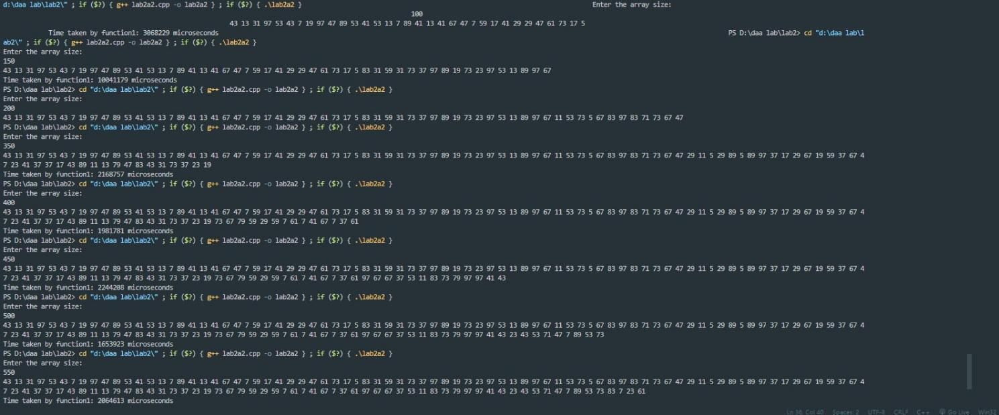 d:\daa lab\lab2\" ; if ($?) { g++ lab2a2.cpp -o lab2a2 } ; if ($?) { .\lab2a2 } Enter the array size:
100
43 13 31 97 53 43 7 19 97 47 89 53 41 53 13 7 89 41 13 41 67 47 7 59 17 41 29 29 47 61 73 17 5
Time taken by function1: 3068229 microseconds PS D:\daa lab\lab2> cd "d:\daa lab\l
ab2\" ; if ($?) { g++ lab2a2.cpp -o lab2a2 } ; if ($?) { .\lab2a2 }
Enter the array size:
150
43 13 31 97 53 43 7 19 97 47 89 53 41 53 13 7 89 41 13 41 67 47 7 59 17 41 29 29 47 61 73 17 5 83 31 59 31 73 37 97 89 19 73 23 97 53 13 89 97 67
Time taken by function1: 10041179 microseconds
PS D:\daa lab\lab2> cd "d:\daa lab\lab2\" ; if ($?) { g++ lab2a2.cpp -o lab2a2 } ; if ($?) { .\lab2a2 }
Enter the array size:
200
43 13 31 97 53 43 7 19 97 47 89 53 41 53 13 7 89 41 13 41 67 47 7 59 17 41 29 29 47 61 73 17 5 83 31 59 31 73 37 97 89 19 73 23 97 53 13 89 97 67 11 53 73 5 67 83 97 83 71 73 67 47
PS D:\daa lab\lab2> cd "d:\daa lab\lab2\" ; if ($?) { g++ lab2a2.cpp -o lab2a2 } ; if ($?) { .\lab2a2 }
Enter the array size:
350
43 13 31 97 53 43 7 19 97 47 89 53 41 53 13 7 89 41 13 41 67 47 7 59 17 41 29 29 47 61 73 17 5 83 31 59 31 73 37 97 89 19 73 23 97 53 13 89 97 67 11 53 73 5 67 83 97 83 71 73 67 47 29 11 5 29 89 5 89 97 37 17 29 67 19 59 37 67 4
7 23 41 37 37 17 43 89 11 13 79 47 83 43 31 73 37 23 19
Time taken by function1: 2168757 microseconds
PS D:\daa lab\lab2> cd "d:\daa lab\lab2\" ; if ($?) { g++ lab2a2.cpp -o lab2a2 } ; if ($?) { .\lab2a2 }
Enter the array size:
400
43 13 31 97 53 43 7 19 97 47 89 53 41 53 13 7 89 41 13 41 67 47 7 59 17 41 29 29 47 61 73 17 5 83 31 59 31 73 37 97 89 19 73 23 97 53 13 89 97 67 11 53 73 5 67 83 97 83 71 73 67 47 29 11 5 29 89 5 89 97 37 17 29 67 19 59 37 67 4
7 23 41 37 37 17 43 89 11 13 79 47 83 43 31 73 37 23 19 73 67 79 59 29 59 7 61 7 41 67 7 37 61
Time taken by function1: 1981781 microseconds
PS D:\daa lab\lab2> cd "d:\daa lab\lab2\" ; if ($?) { g++ lab2a2.cpp -o lab2a2 } ; if ($?) { .\lab2a2 }
Enter the array size:
450
43 13 31 97 53 43 7 19 97 47 89 53 41 53 13 7 89 41 13 41 67 47 7 59 17 41 29 29 47 61 73 17 5 83 31 59 31 73 37 97 89 19 73 23 97 53 13 89 97 67 11 53 73 5 67 83 97 83 71 73 67 47 29 11 5 29 89 5 89 97 37 17 29 67 19 59 37 67 4
7 23 41 37 37 17 43 89 11 13 79 47 83 43 31 73 37 23 19 73 67 79 59 29 59 7 61 7 41 67 7 37 61 97 67 67 37 53 11 83 73 79 97 97 41 43
Time taken by function1: 2244208 microseconds
PS D:\daa lab\lab2> cd "d:\daa lab\lab2\" ; if ($?) { g++ lab2a2.cpp -o lab2a2 } ; if ($?) { .\lab2a2 }
Enter the array size:
500
43 13 31 97 53 43 7 19 97 47 89 53 41 53 13 7 89 41 13 41 67 47 7 59 17 41 29 29 47 61 73 17 5 83 31 59 31 73 37 97 89 19 73 23 97 53 13 89 97 67 11 53 73 5 67 83 97 83 71 73 67 47 29 11 5 29 89 5 89 97 37 17 29 67 19 59 37 67 4
7 23 41 37 37 17 43 89 11 13 79 47 83 43 31 73 37 23 19 73 67 79 59 29 59 7 61 7 41 67 7 37 61 97 67 67 37 53 11 83 73 79 97 97 41 43 23 43 53 71 47 7 89 53 73
Time taken by function1: 1653923 microseconds
PS D:\daa lab\lab2> cd "d:\daa lab\lab2\" ; if ($?) { g++ lab2a2.cpp -o lab2a2 } ; if ($?) { .\lab2a2 }
Enter the array size:
550
43 13 31 97 53 43 7 19 97 47 89 53 41 53 13 7 89 41 13 41 67 47 7 59 17 41 29 29 47 61 73 17 5 83 31 59 31 73 37 97 89 19 73 23 97 53 13 89 97 67 11 53 73 5 67 83 97 83 71 73 67 47 29 11 5 29 89 5 89 97 37 17 29 67 19 59 37 67 4
7 23 41 37 37 17 43 89 11 13 79 47 83 43 31 73 37 23 19 73 67 79 59 29 59 7 61 7 41 67 7 37 61 97 67 67 37 53 11 83 73 79 97 97 41 43 23 43 53 71 47 7 89 53 73 83 7 23 61
Time taken by function1: 2064613 microseconds
Ln 36, Col 40 Spaces: 2 UTF-8 CRLF C++ Go Live Win32